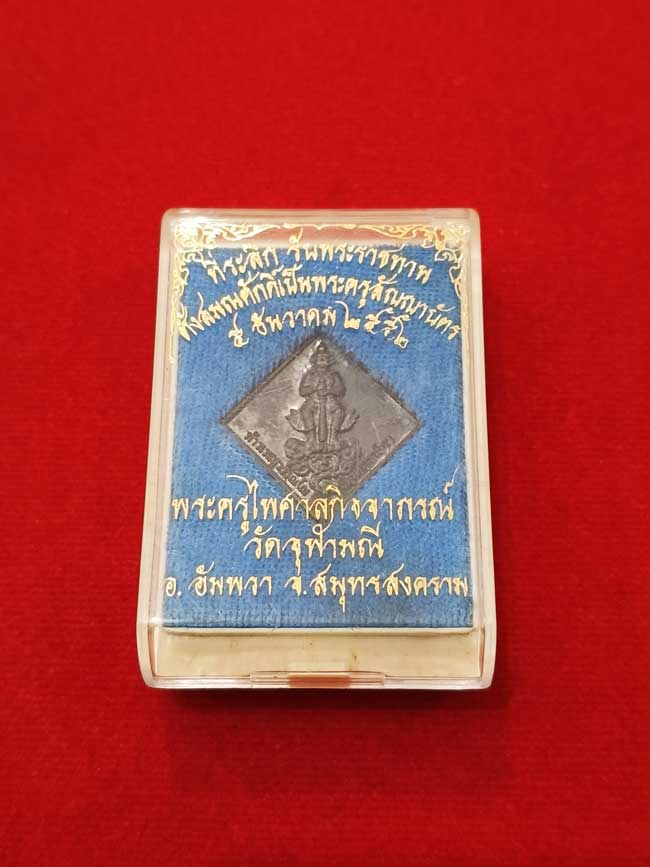 ที่ระลึก วันพระราชทาน
ตั้งสมณศักดิ์เป็นพระครูสัญญาบัตร
๕ ธันวาคม ๒๕๕๒
พระครูไพศาลกิจจาภรณ์
วัดจุฬามณี
อ. อัมพวา จ.สมุทรสงคราม